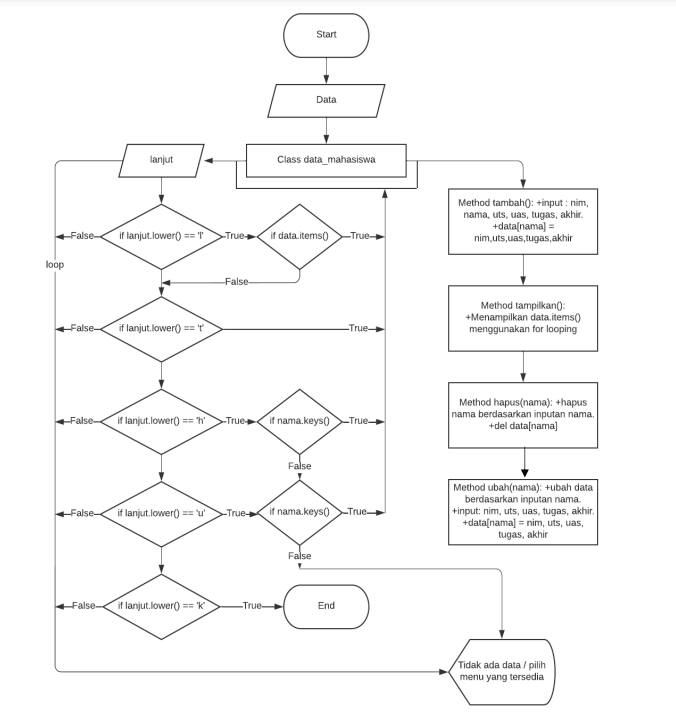 Start
Data
lanjut
Class data_mahasiswa
Method tambah(): +input : nim,
nama, uts, uas, tugas, akhir.
+data[nama] =
nim,uts,uas,tugas,akhir
False
if lanjut.lower() == 'l'
True
if data.items()
True
loop
False
Method tampilkan():
+Menampilkan data.items()
menggunakan for looping
False
if lanjut.lower() == 't'
True
Method hapus(nama): +hapus
nama berdasarkan inputan nama.
+del data[nama]
False
if lanjut.lower() == 'h'
True
if nama.keys()
True
False
Method ubah(nama): +ubah data
berdasarkan inputan nama.
+input: nim, uts, uas, tugas, akhir.
+data[nama] = nim, uts, uas,
tugas, akhir
False
if lanjut.lower() == 'u'
True
if nama.keys()
True
False
False
if lanjut.lower() == 'k'
True
End
Tidak ada data / pilih
menu yang tersedia